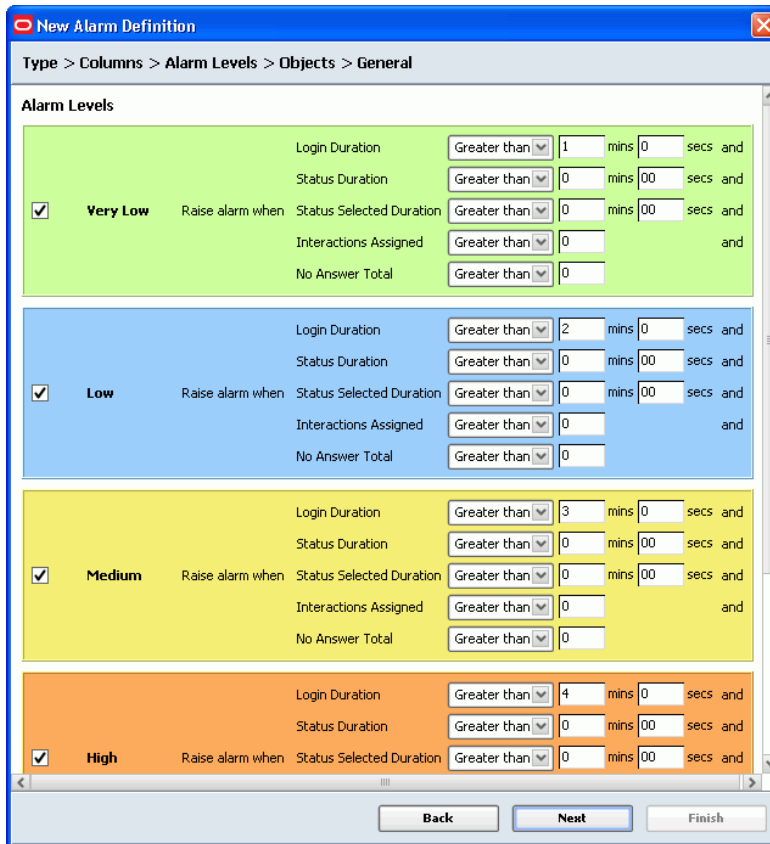 New Alarm Definition
Type > Columns > Alarm Levels > Objects > General
Alarm Levels
Login Duration Greater than 1 mins 0 secs and
Status Duration Greater than 0 mins 00 secs and
Very Low Raise alarm when Status Selected Duration Greater than 0 mins 00 secs and
Interactions Assigned Greater than 0 and
No Answer Total Greater than 0
Login Duration Greater than 2 mins 0 secs and
Status Duration Greater than 0 mins 00 secs and
Low Raise alarm when Status Selected Duration Greater than 0 mins 00 secs and
Interactions Assigned Greater than 0 and
No Answer Total Greater than 0
Login Duration Greater than 3 mins 0 secs and
Status Duration Greater than 0 mins 00 secs and
Medium Raise alarm when Status Selected Duration Greater than 0 mins 00 secs and
Interactions Assigned Greater than 0 and
No Answer Total Greater than 0
Login Duration Greater than 4 mins 0 secs and
Status Duration Greater than 0 mins 00 secs and
High Raise alarm when Status Selected Duration Greater than 0 mins 00 secs and
Back Next Finish